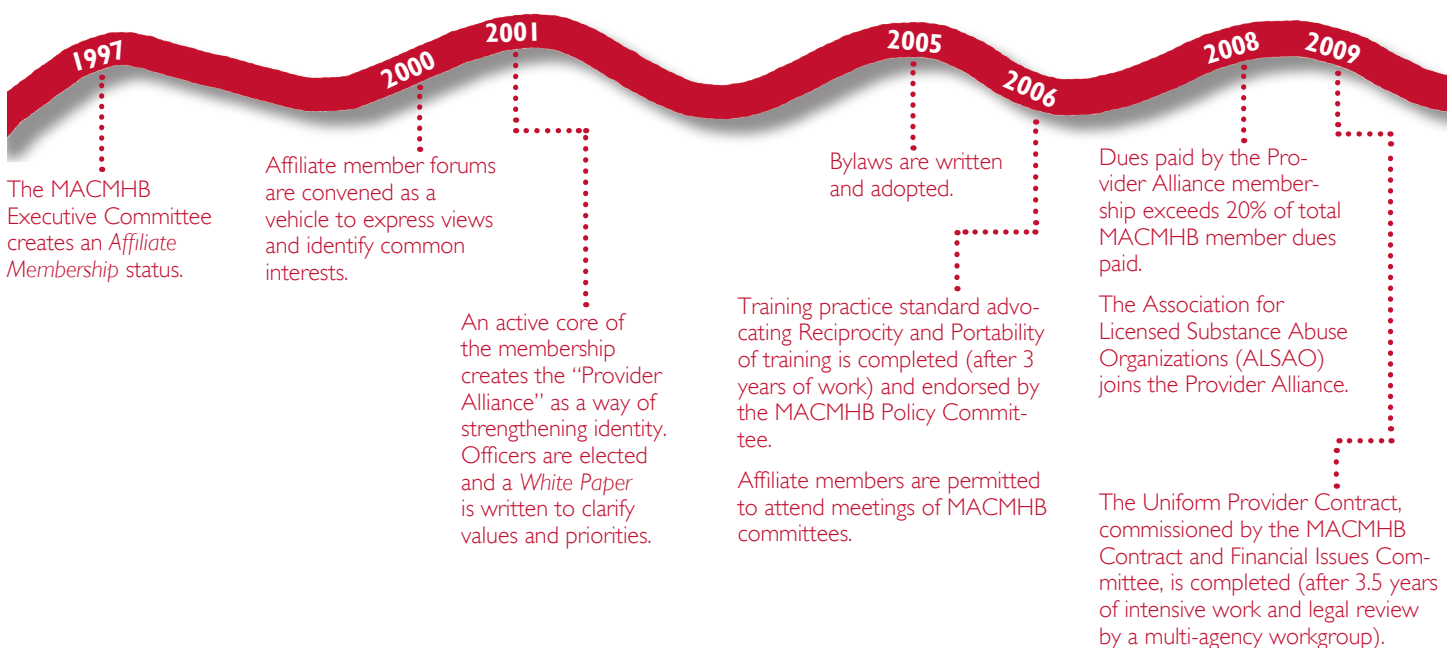 1997
The MACMHB
Executive Committee
creates an Affiliate
Membership status.
2000
Affiliate member forums
are convened as a
vehicle to express views
and identify common
interests.
2001
An active core of
the membership
creates the “Provider
Alliance” as a way of
strengthening identity.
Officers are elected
and a White Paper
is written to clarify
values and priorities.
2005
Bylaws are written
and adopted.
2006
Training practice standard advo-
cating Reciprocity and Portability
of training is completed (after 3
years of work) and endorsed by
the MACMHB Policy Commit-
tee.
Affiliate members are permitted
to attend meetings of MACMHB
committees.
2008
Dues paid by the Pro-
vider Alliance member-
ship exceeds 20% of total
MACMHB member dues
paid.
The Association for
Licensed Substance Abuse
Organizations (ALSAO)
joins the Provider Alliance.
2009
The Uniform Provider Contract,
commissioned by the MACMHB
Contract and Financial Issues Com-
mittee, is completed (after 3.5 years
of intensive work and legal review
by a multi-agency workgroup).